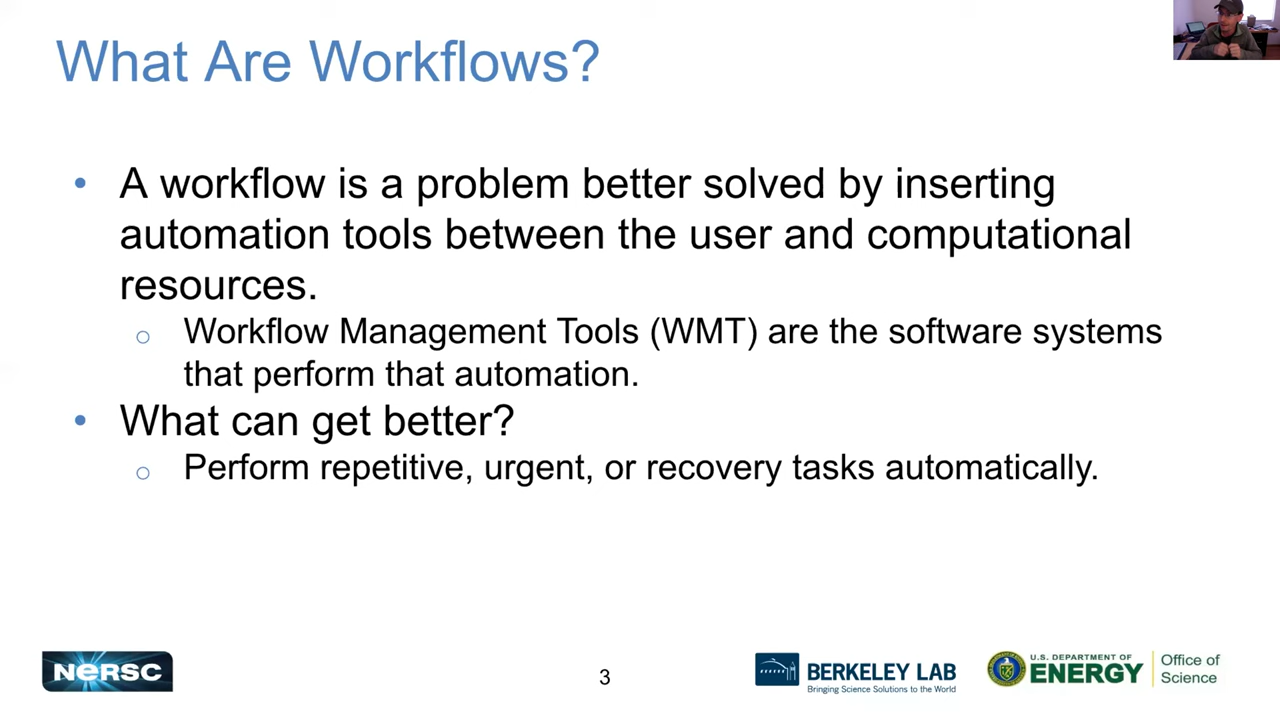 What Are Workflows?
• A workflow is a problem better solved by inserting
automation tools between the user and computational
resources.
○ Workflow Management Tools (WMT) are the software systems
that perform that automation.
• What can get better?
○ Perform repetitive, urgent, or recovery tasks automatically.
NERSC
3
BERKELEY LAB
Bringing Science Solutions to the World
U.S. DEPARTMENT OF
ENERGY
Office of
Science